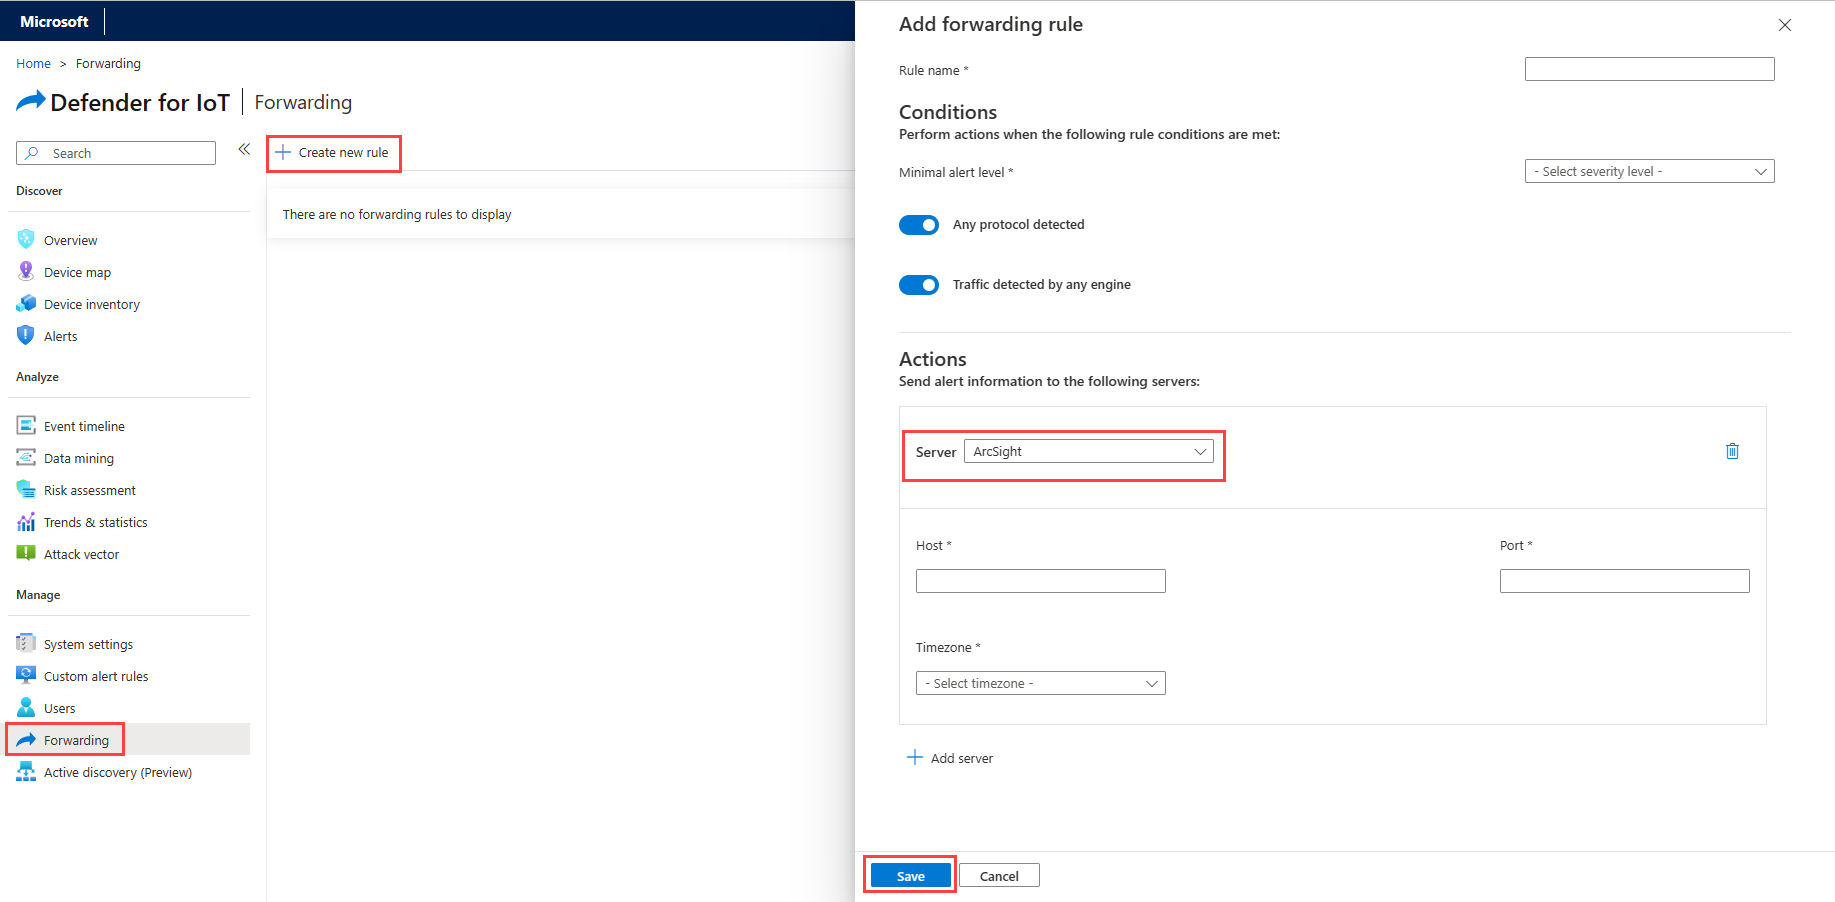 Microsoft
Home > Forwarding
Defender for IoT | Forwarding
Search
Create new rule
There are no forwarding rules to display
Discover
Overview
Device map
Device inventory
Alerts
Analyze
Event timeline
Data mining
Risk assessment
Trends & statistics
Attack vector
Manage
System settings
Custom alert rules
Users
Forwarding
Active discovery (Preview)
Add forwarding rule
Rule name *
Conditions
Perform actions when the following rule conditions are met:
Minimal alert level *
- Select severity level -
Any protocol detected
Traffic detected by any engine
Actions
Send alert information to the following servers:
Server ArcSight
Host *
Port *
Timezone *
- Select timezone -
Add server
Save
Cancel